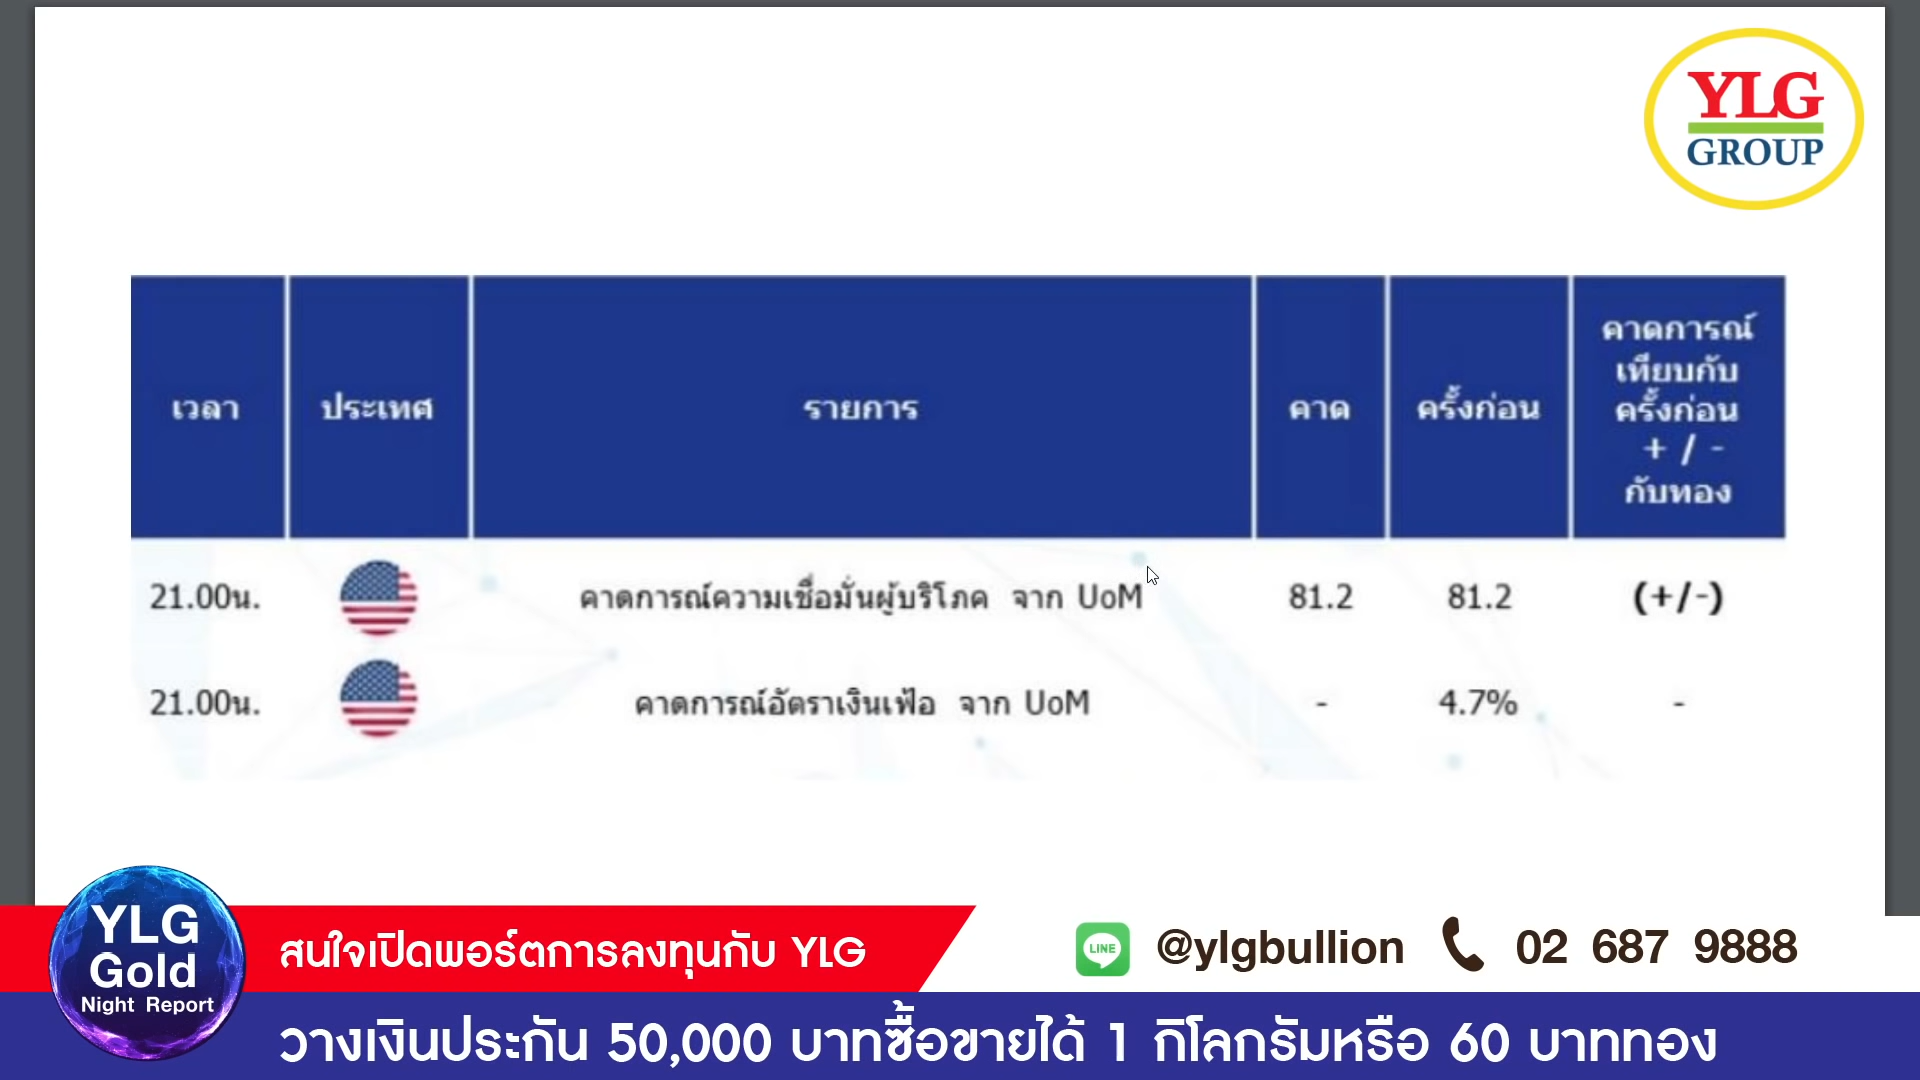 YLG
GROUP
เวลา ประเทศ รายการ คาด ครั้งก่อน คาดการณ์
เทียบกับ
ครั้งก่อน
+ / -
กับทอง
21.00น. คาดการณ์ความเชื่อมั่นผู้บริโภค จาก UoM 81.2 81.2 (+/-)
21.00น. คาดการณ์อัตราเงินเฟ้อ จาก UoM - 4.7% -
YLG
Gold
Night Report
สนใจเปิดพอร์ตการลงทุนกับ YLG
LINE @ylgbullion 02 687 9888
วางเงินประกัน 50,000 บาทซื้อขายได้ 1 กิโลกรัมหรือ 60 บาททอง